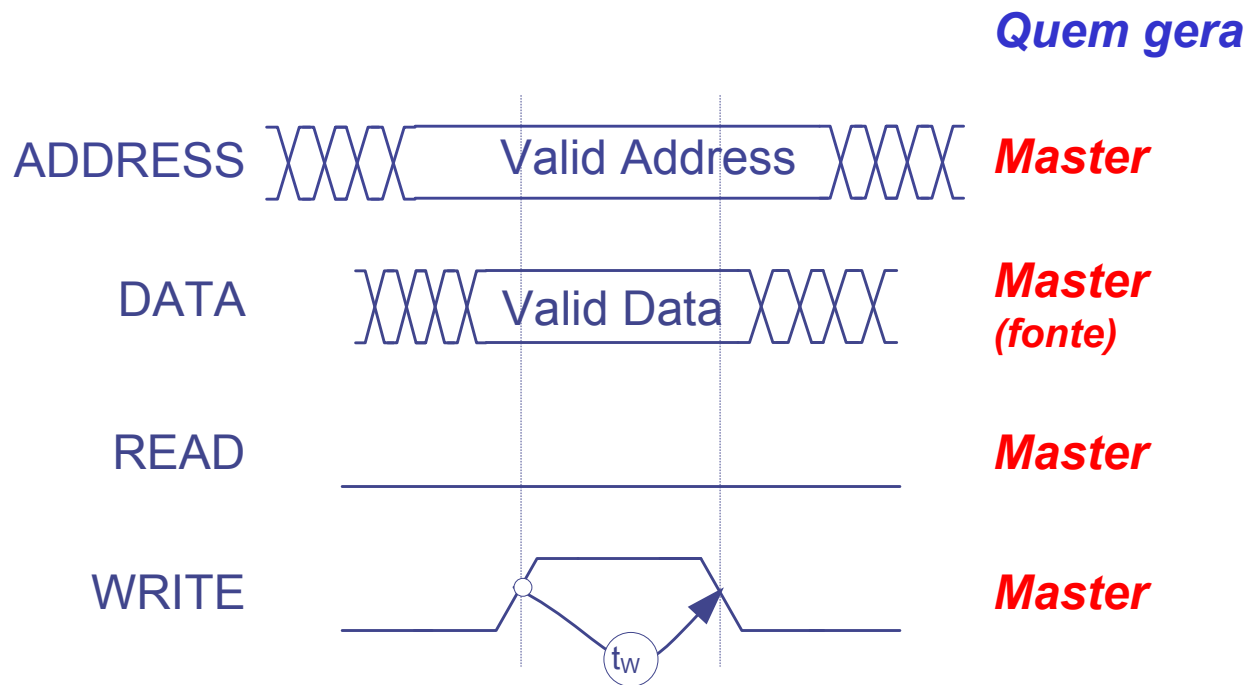 Quem gera
ADDRESS Valid Address Master
DATA Valid Data Master
(fonte)
READ Master
WRITE Master
tw